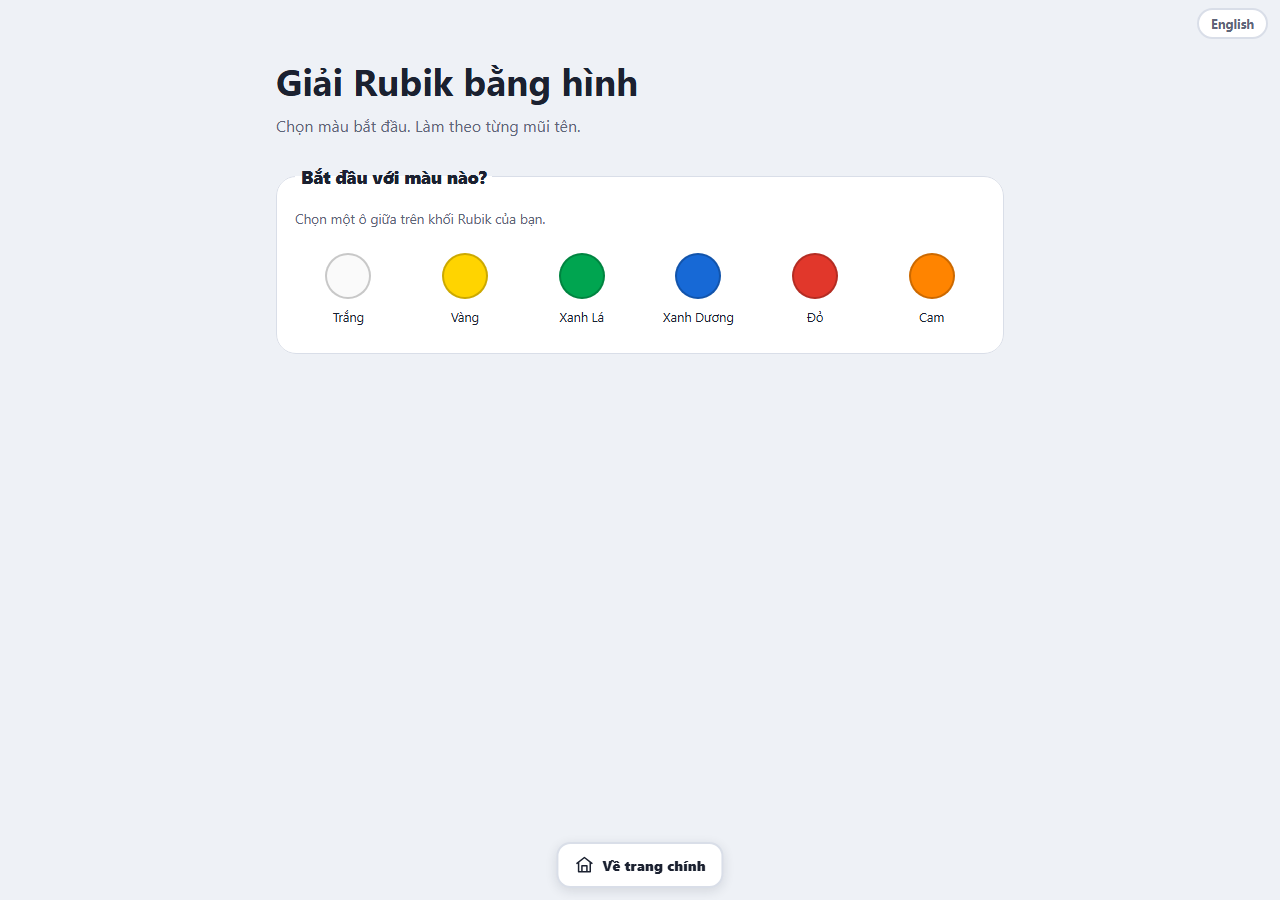 English
Giải Rubik bằng hình
Chọn màu bắt đầu. Làm theo từng mũi tên.
Bắt đầu với màu nào?
Chọn một ô giữa trên khối Rubik của bạn.
Trắng
Vàng
Xanh Lá
Xanh Dương
Đỏ
Cam
Về trang chính